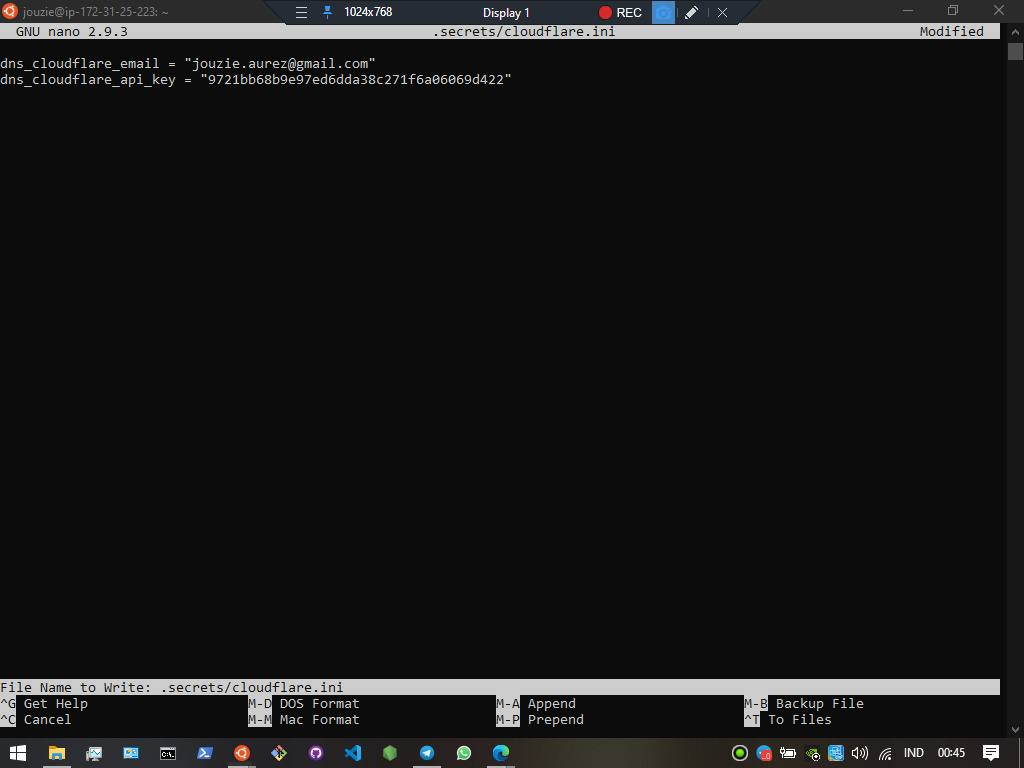 jouzie@ip-172-31-25-223: ~
1024x768 Display 1 REC
GNU nano 2.9.3 .secrets/cloudflare.ini Modified
dns_cloudflare_email = "jouzie.aurez@gmail.com"
dns_cloudflare_api_key = "9721bb68b9e97ed6dda38c271f6a06069d422"
File Name to Write: .secrets/cloudflare.ini
^G Get Help M-D DOS Format M-A Append M-B Backup File
^C Cancel M-M Mac Format M-P Prepend ^T To Files
IND 00:45